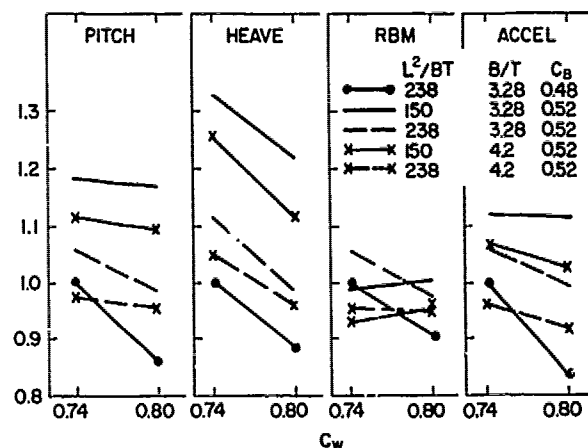 PITCH HEAVE RBM ACCEL
L²/BT B/T C_B
238 3.28 0.48
150 3.28 0.52
238 3.28 0.52
150 4.2 0.52
238 4.2 0.52
1.3
1.2
1.1
1.0
0.9
0.8
0.74 0.80 0.74 0.80 0.74 0.80 0.74 0.80
C_W